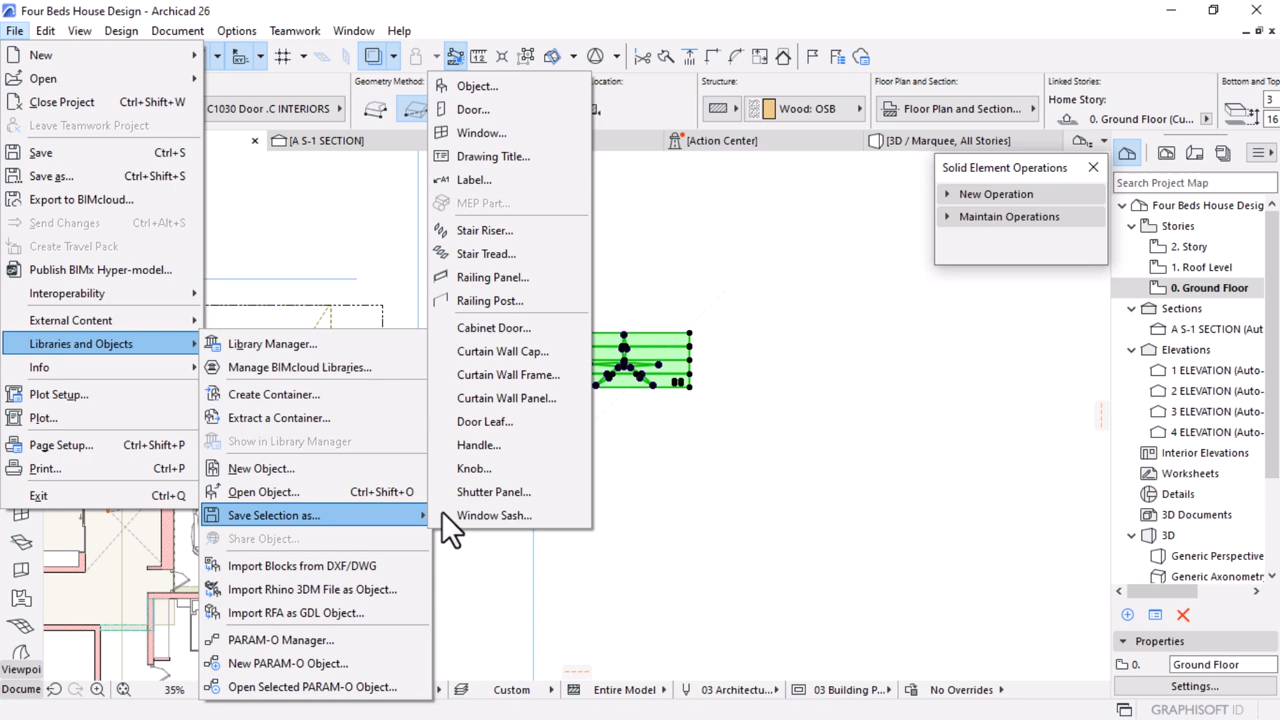 Four Beds House Design - Archicad 26
File Edit View Design Document Options Teamwork Window Help
New
Open
Close Project Ctrl+Shift+W
Leave Teamwork Project
Save Ctrl+S
Save as... Ctrl+Shift+S
Export to BIMcloud...
Send Changes Ctrl+Alt+S
Create Travel Pack
Publish BIMx Hyper-model...
Interoperability
External Content
Libraries and Objects
Info
Plot Setup...
Plot...
Page Setup... Ctrl+Shift+P
Print... Ctrl+P
Exit Ctrl+Q
Library Manager...
Manage BIMcloud Libraries...
Create Container...
Extract a Container...
Show in Library Manager
New Object...
Open Object... Ctrl+Shift+O
Save Selection as...
Share Object...
Import Blocks from DXF/DWG
Import Rhino 3DM File as Object...
Import RFA as GDL Object...
PARAM-O Manager...
New PARAM-O Object...
Open Selected PARAM-O Object...
Object...
Door...
Window...
Drawing Title...
Label...
MEP Part...
Stair Riser...
Stair Tread...
Railing Panel...
Railing Post...
Cabinet Door...
Curtain Wall Cap...
Curtain Wall Frame...
Curtain Wall Panel...
Door Leaf...
Handle...
Knob...
Shutter Panel...
Window Sash...
Geometry Method:
C1030 Door .C INTERIORS
location:
Structure:
Wood: OSB
Floor Plan and Section:
Floor Plan and Section...
Linked Stories:
Home Story:
0. Ground Floor (Cu...
Bottom and Top
3
16
[A S-1 SECTION]
[Action Center]
[3D / Marquee, All Stories]
Solid Element Operations
New Operation
Maintain Operations
Search Project Map
Four Beds House Desig
Stories
2. Story
1. Roof Level
0. Ground Floor
Sections
A S-1 SECTION (Aut
Elevations
1 ELEVATION (Auto-
2 ELEVATION (Auto-
3 ELEVATION (Auto-
4 ELEVATION (Auto-
Interior Elevations
Worksheets
Details
3D Documents
3D
Generic Perspective
Generic Axonometr
Properties
0. Ground Floor
Settings...
GRAPHISOFT ID
Viewpoi
Docume
35%
Custom
Entire Model
03 Architectu...
03 Building P...
No Overrides